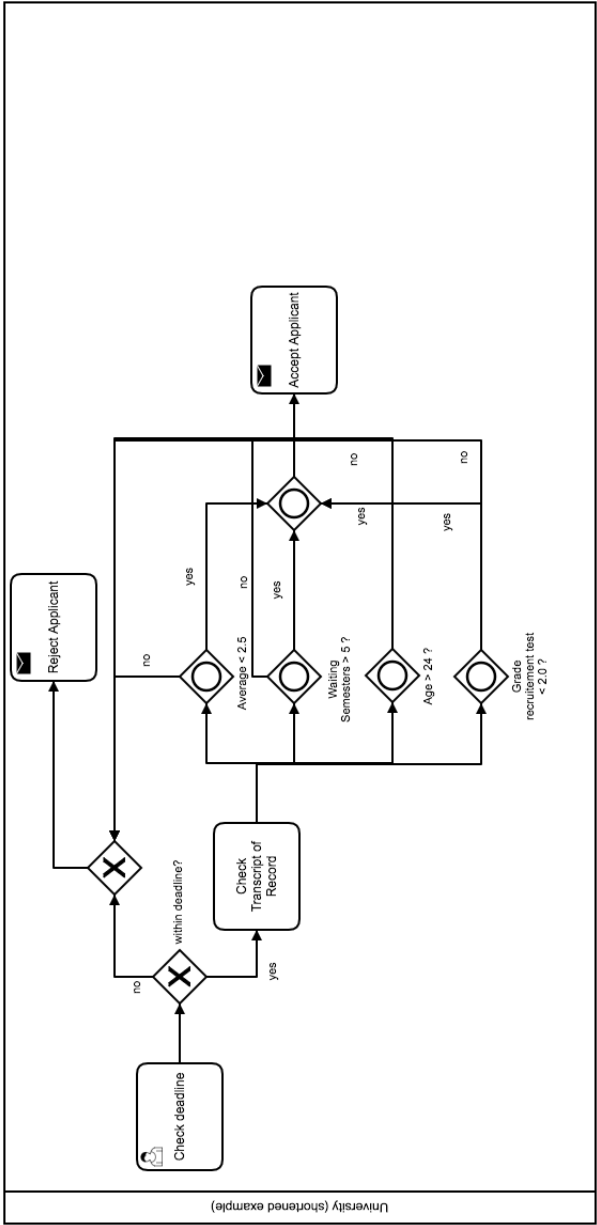 University (shortened example)
Check deadline
within deadline?
no
yes
Check
Transcript of
Record
Reject Applicant
no
Average < 2.5
yes
no
Waiting
Semesters > 5 ?
yes
Age > 24 ?
yes
no
Grade
recruitement test
< 2.0 ?
yes
no
Accept Applicant